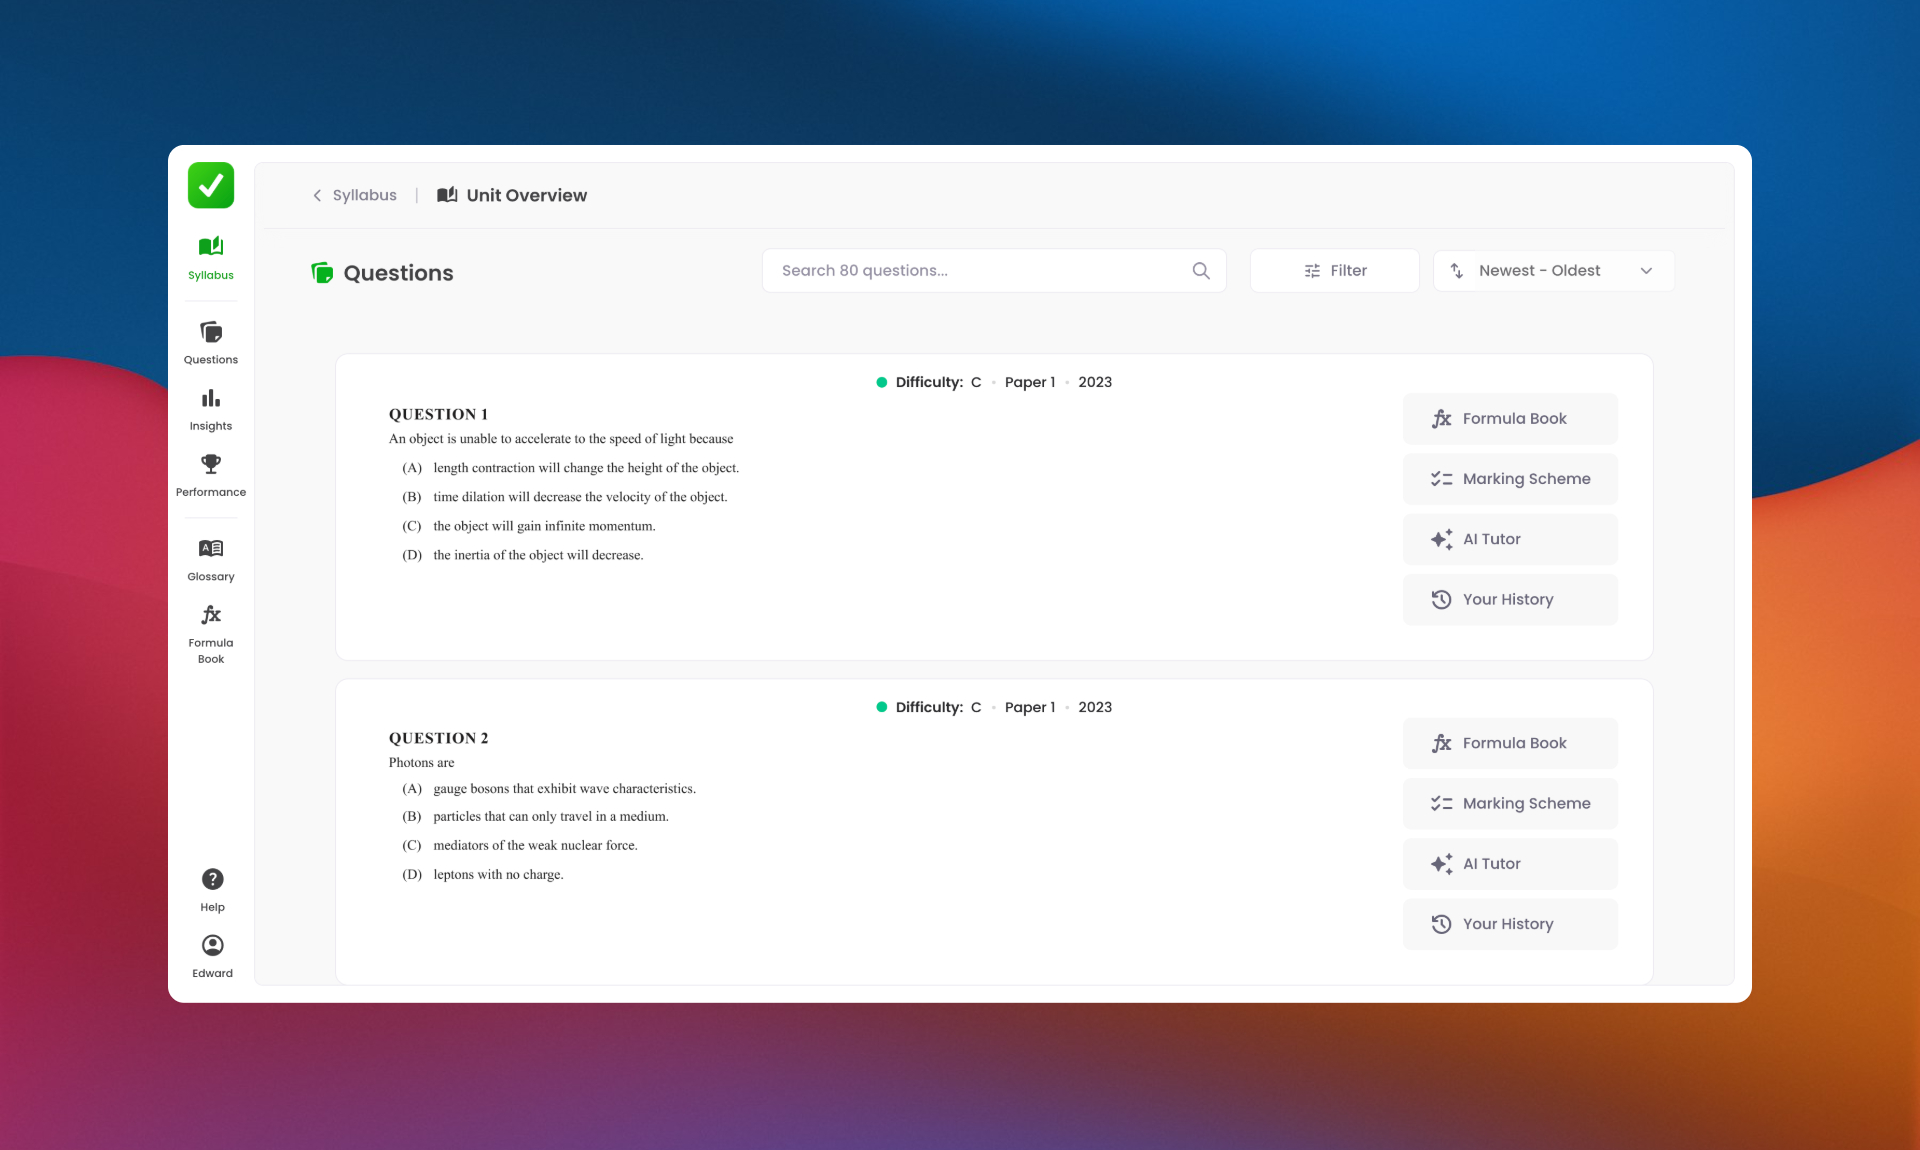 Syllabus
Questions
Insights
Performance
Glossary
Formula
Book
Help
Edward
Syllabus | Unit Overview
Questions
Search 80 questions...
Filter
Newest - Oldest
Difficulty: C • Paper 1 • 2023
QUESTION 1
An object is unable to accelerate to the speed of light because
(A) length contraction will change the height of the object.
(B) time dilation will decrease the velocity of the object.
(C) the object will gain infinite momentum.
(D) the inertia of the object will decrease.
Formula Book
Marking Scheme
AI Tutor
Your History
Difficulty: C • Paper 1 • 2023
QUESTION 2
Photons are
(A) gauge bosons that exhibit wave characteristics.
(B) particles that can only travel in a medium.
(C) mediators of the weak nuclear force.
(D) leptons with no charge.
Formula Book
Marking Scheme
AI Tutor
Your History